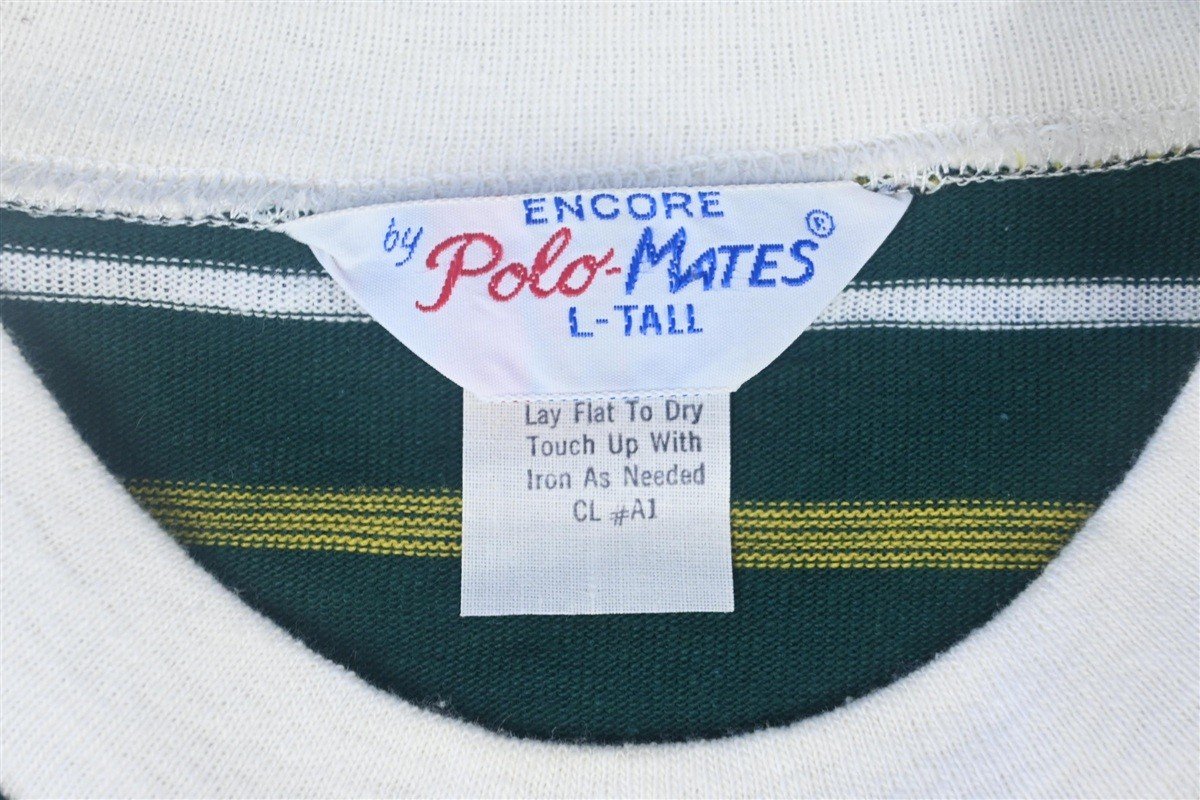 ENCORE
by Polo-MATES®
L-TALL
Lay Flat To Dry
Touch Up With
Iron As Needed
CL #A1